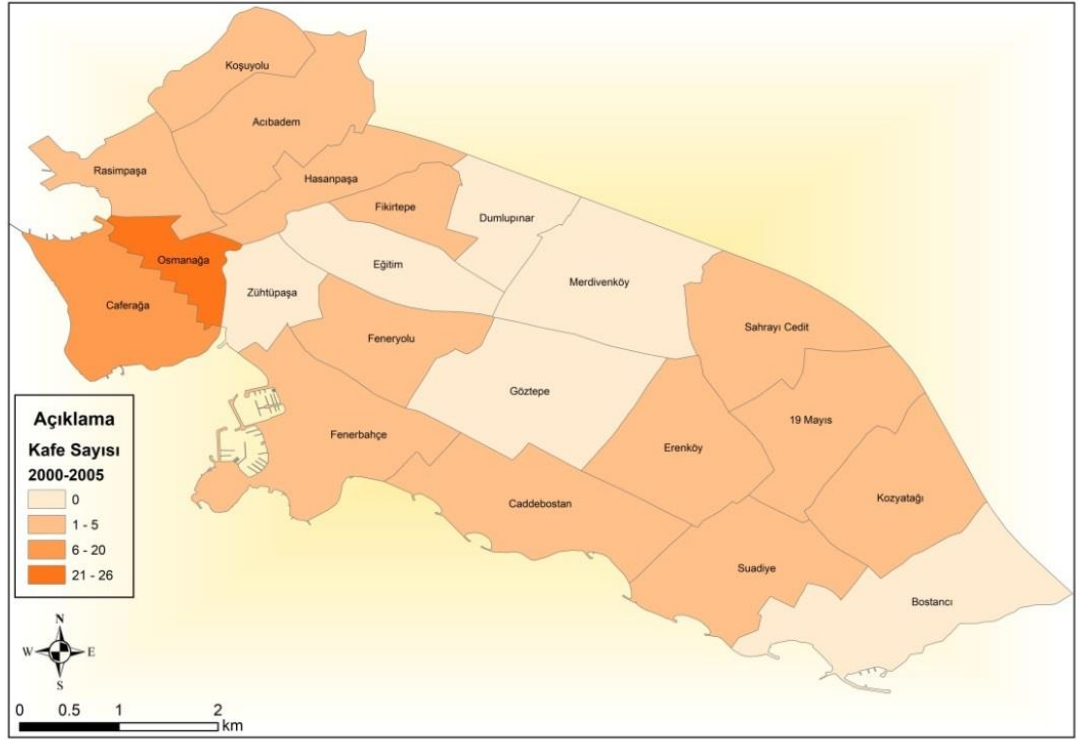 Koşuyolu
Acıbadem
Rasimpaşa
Hasanpaşa
Fikirtepe
Dumlupınar
Osmanağa
Eğitim
Merdivenköy
Zühtüpaşa
Caferağa
Sahrayı Cedit
Feneryolu
Göztepe
19 Mayıs
Fenerbahçe
Erenköy
Kozyatağı
Caddebostan
Suadiye
Bostancı
Açıklama
Kafe Sayısı
2000-2005
0
1 - 5
6 - 20
21 - 26
N
W E
S
0 0.5 1 2
km